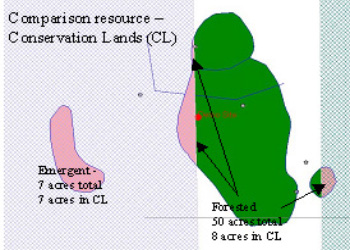 Comparison resource –
Conservation Lands (CL)
Emergent -
7 acres total
7 acres in CL
Forested
50 acres total
8 acres in CL